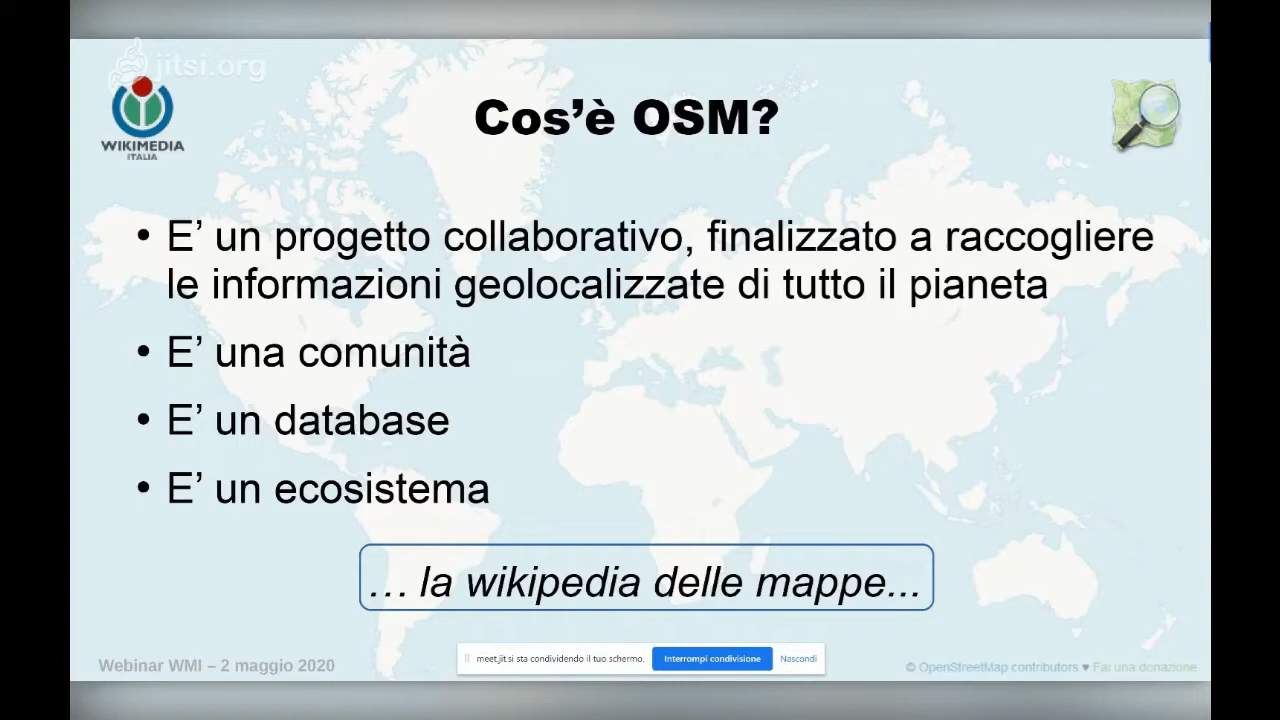 jitsi.org
WIKIMEDIA
ITALIA
Cos’è OSM?
• E’ un progetto collaborativo, finalizzato a raccogliere
le informazioni geolocalizzate di tutto il pianeta
• E’ una comunità
• E’ un database
• E’ un ecosistema
… la wikipedia delle mappe...
Webinar WMI – 2 maggio 2020
meet.jit.si sta condividendo il tuo schermo. Interrompi condivisione Nascondi
© OpenStreetMap contributors ♥ Fai una donazione